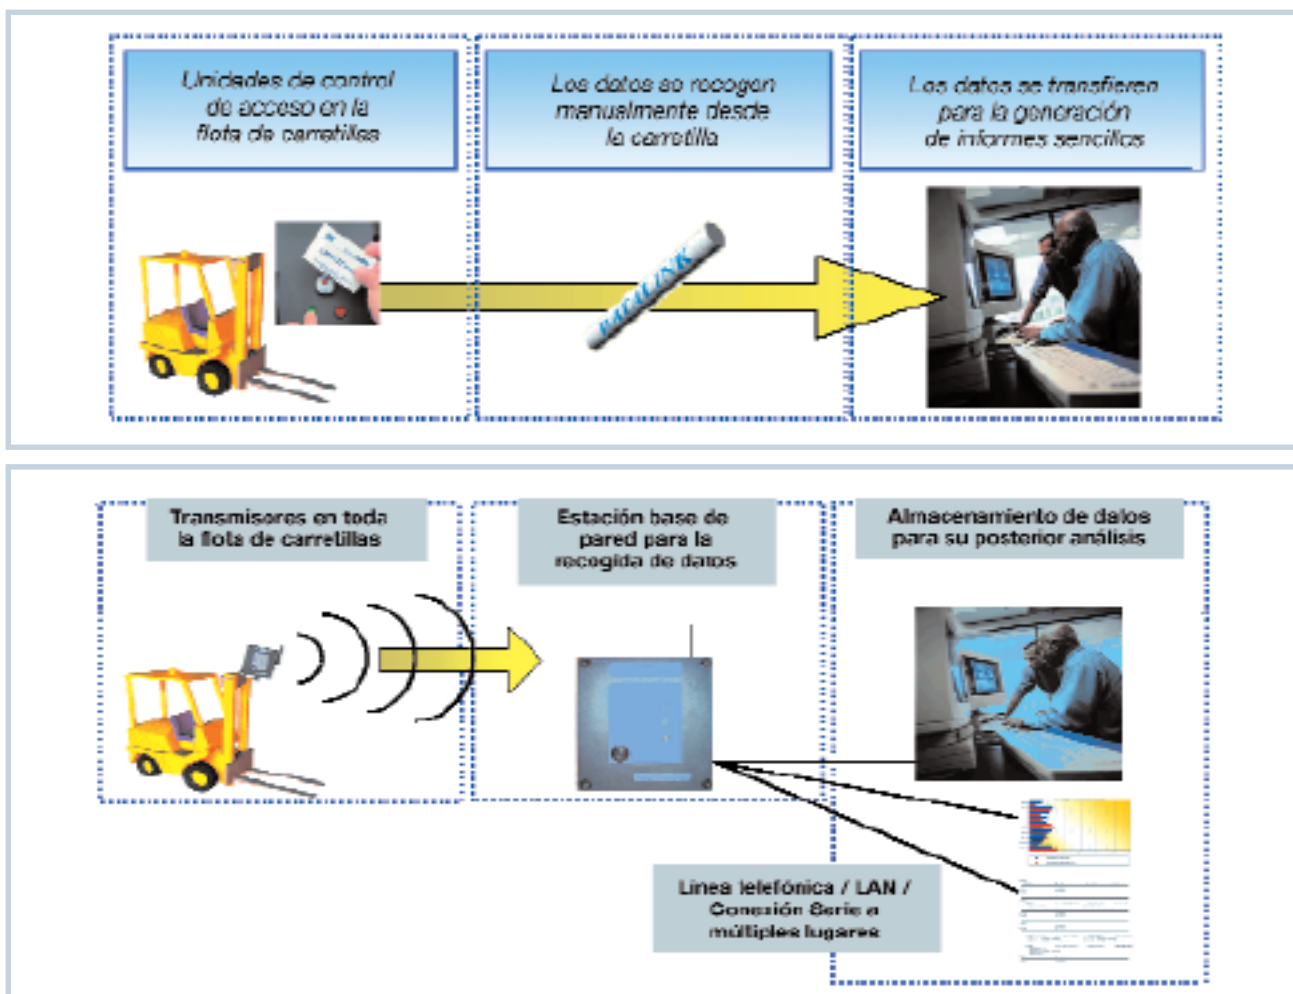 Unidades de control
de acceso en la
flota de carretillas
Los datos se recogen
manualmente desde
la carretilla
Los datos se transfieren
para la generación
de informes sencillos
DATALINK
Transmisores en toda
la flota de carretillas
Estación base de
pared para la
recogida de datos
Almacenamiento de datos
para su posterior análisis
Línea telefónica / LAN /
Conexión Serie a
múltiples lugares